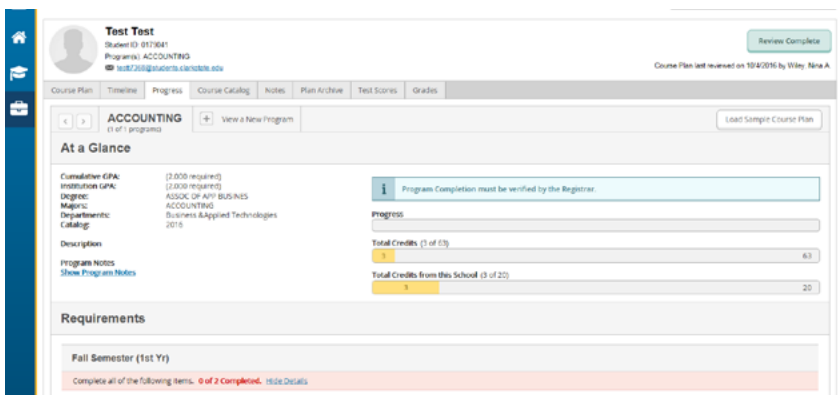 Test Test
Student ID: 0179041
Program(s): ACCOUNTING
Review Complete
Course Plan last reviewed on 10/4/2016 by Wiley, Nina A
Course Plan Timeline Progress Course Catalog Notes Plan Archive Test Scores Grades
< > ACCOUNTING + View a New Program
(1 of 1 programs)
Load Sample Course Plan
At a Glance
Cumulative GPA: (2.000 required)
Institution GPA: (2.000 required)
Degree: ASSOC OF APP BUSINES
Majors: ACCOUNTING
Departments: Business &Applied Technologies
Catalog: 2016
Description
Program Notes
Show Program Notes
i Program Completion must be verified by the Registrar.
Progress
Total Credits (3 of 63)
3 63
Total Credits from this School (3 of 20)
3 20
Requirements
Fall Semester (1st Yr)
Complete all of the following items. 0 of 2 Completed. Hide Details